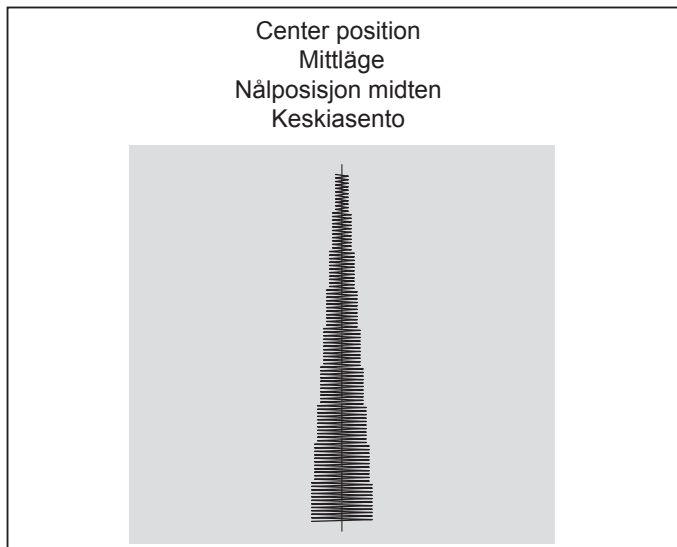 Center position
Mittläge
Nålposisjon midten
Keskiasento